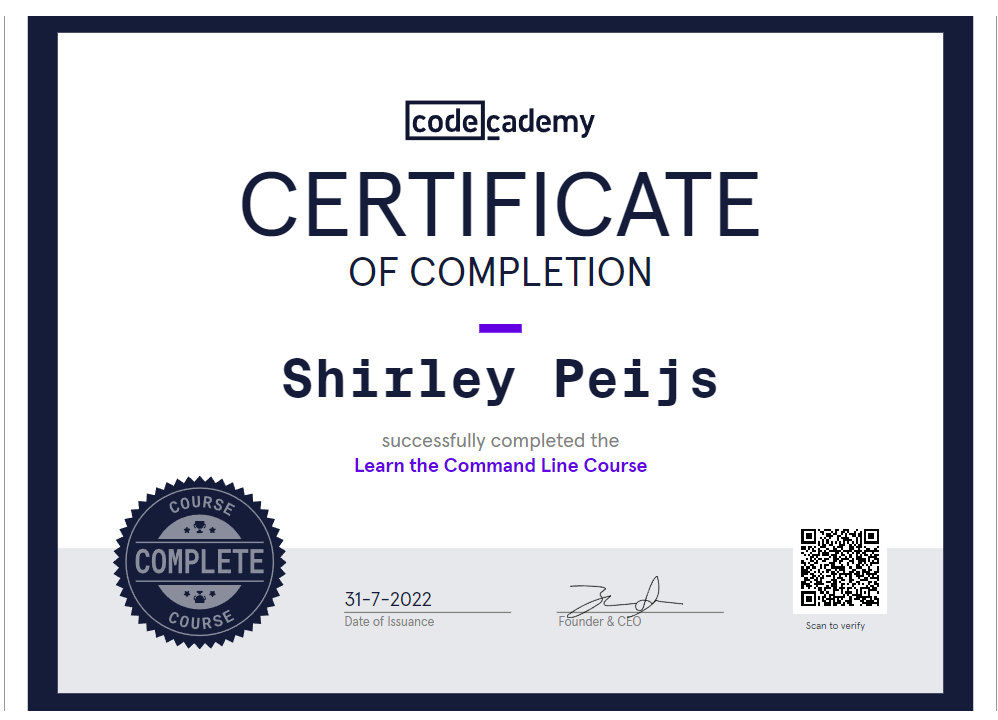 codecademy
CERTIFICATE
OF COMPLETION
Shirley Peijs
successfully completed the
Learn the Command Line Course
COURSE
COMPLETE
COURSE
31-7-2022
Date of Issuance
Founder & CEO
Scan to verify